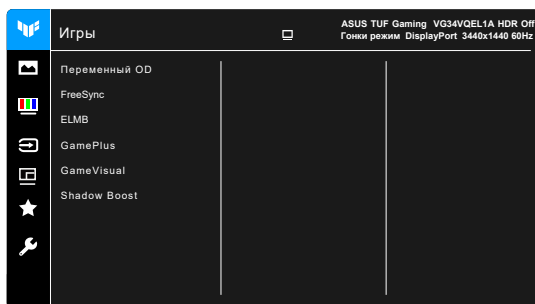 Игры
ASUS TUF Gaming VG34VQEL1A HDR Off
Гонки режим DisplayPort 3440x1440 60Hz
Переменный OD
FreeSync
ELMB
GamePlus
GameVisual
Shadow Boost